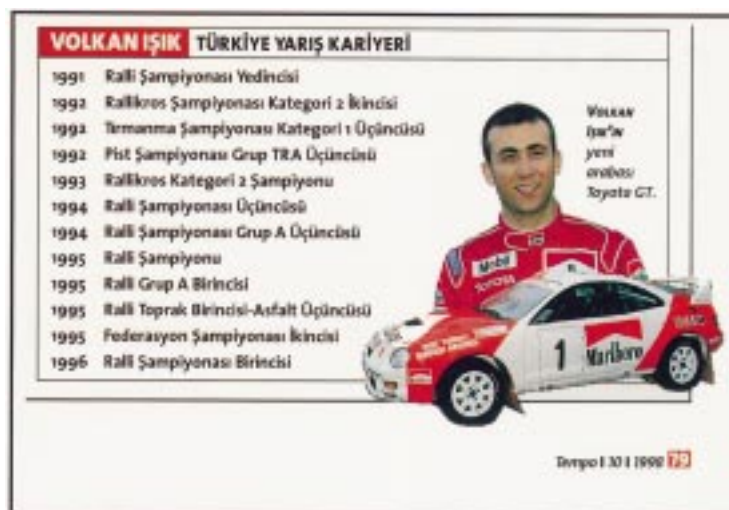 VOLKAN IŞIK TÜRKİYE YARIŞ KARİYERİ
1991 Ralli Şampiyonası Yedincisi
1992 Rallikros Şampiyonası Kategori 2 İkincisi
1992 Tırmanma Şampiyonası Kategori 1 Üçüncüsü
1992 Pist Şampiyonası Grup TRA Üçüncüsü
1993 Rallikros Kategori 2 Şampiyonu
1994 Ralli Şampiyonası Üçüncüsü
1994 Ralli Şampiyonası Grup A Üçüncüsü
1995 Ralli Şampiyonu
1995 Ralli Grup A Birincisi
1995 Ralli Toprak Birincisi-Asfalt Üçüncüsü
1995 Federasyon Şampiyonası İkincisi
1996 Ralli Şampiyonası Birincisi
VOLKAN
IŞIK'IN
yeni
arabası
Toyota GT.
Mobil
TOYOTA
1
Marlboro
Tempo 10 1998 79